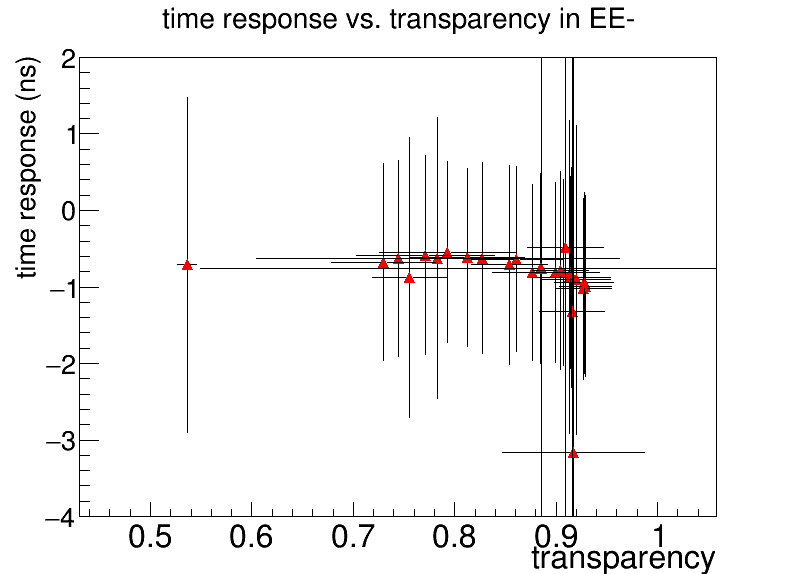 time response vs. transparency in EE-
time response (ns)
2
1
0
−1
−2
−3
−4
0.5 0.6 0.7 0.8 0.9 1
transparency